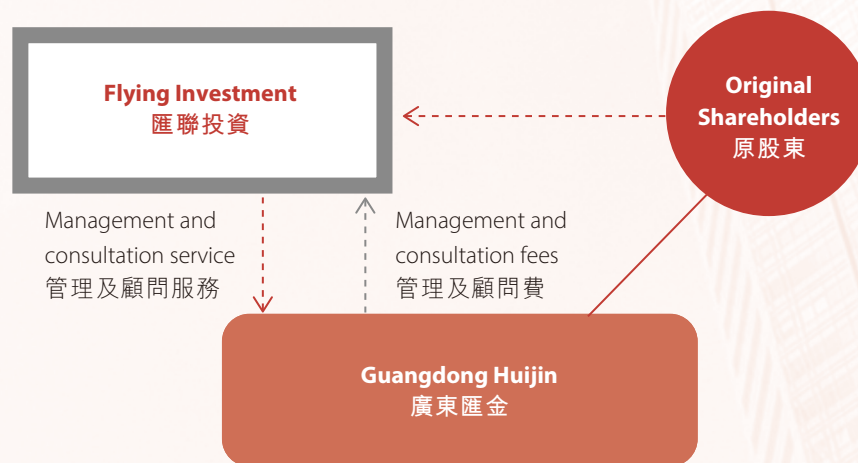 Flying Investment
匯聯投資
Original
Shareholders
原股東
Management and
consultation service
管理及顧問服務
Management and
consultation fees
管理及顧問費
Guangdong Huijin
廣東匯金